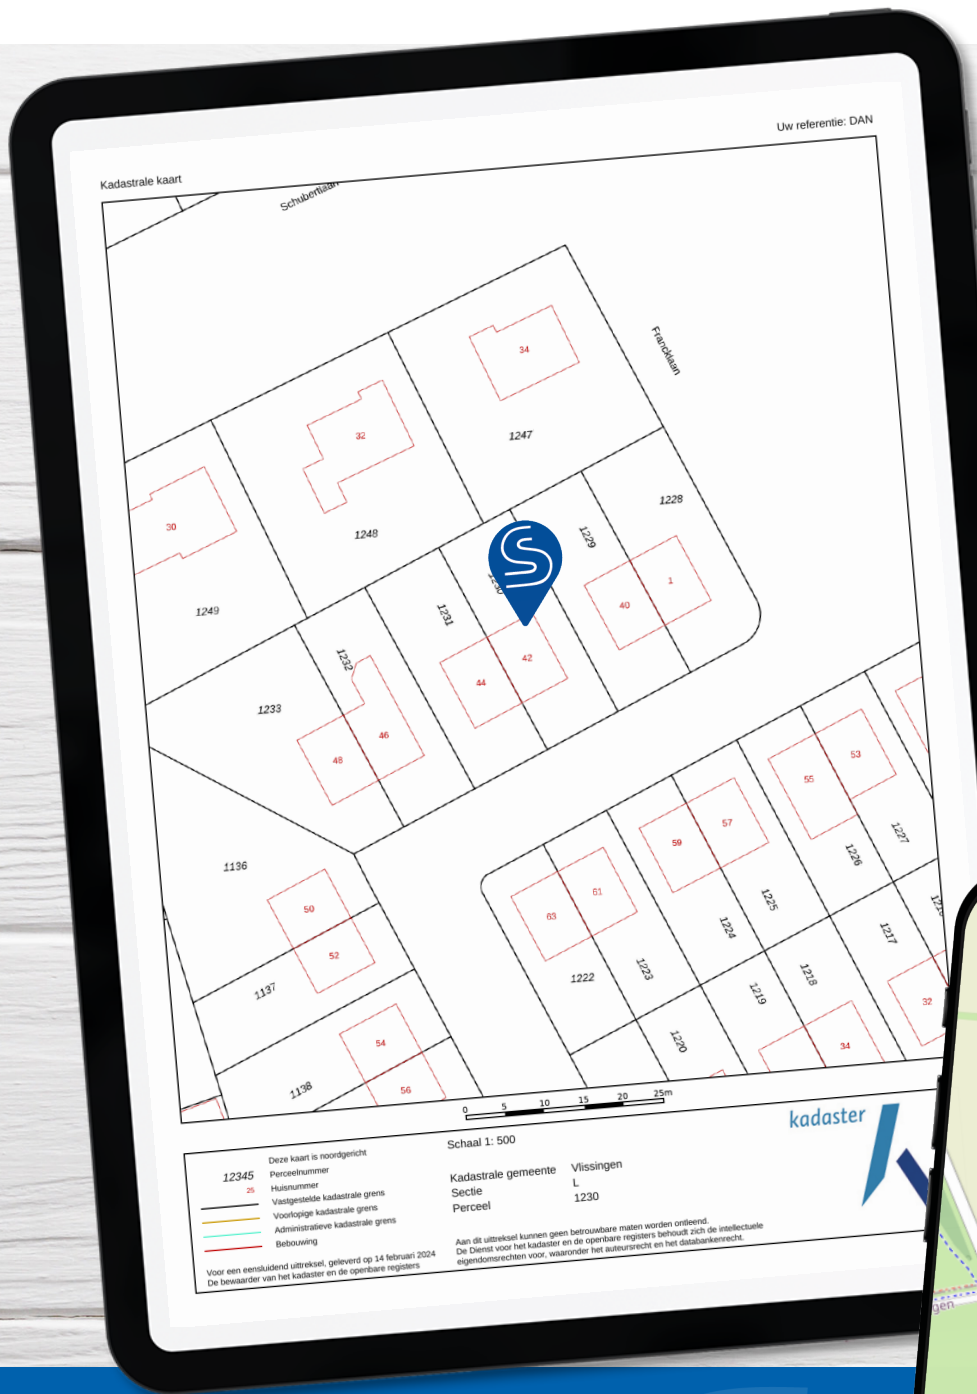 Uw referentie: DAN
Kadastrale kaart
Schubertlaan
Francklaan
34
32
1247
30
1248
1228
1229
1249
1
40
1231
1232
42
44
1233
46
48
53
55
57
59
1227
1226
1136
61
63
50
1225
1224
1217
52
1222
1223
1218
1137
1219
32
54
1220
34
1138
56
0 5 10 15 20 25m
Schaal 1: 500
kadaster
Deze kaart is noordgericht
12345 Perceelnummer
25 Huisnummer
Vastgestelde kadastrale grens
Voorlopige kadastrale grens
Administratieve kadastrale grens
Bebouwing
Kadastrale gemeente Vlissingen
Sectie L
Perceel 1230
Voor een eensluidend uittreksel, geleverd op 14 februari 2024
De bewaarder van het kadaster en de openbare registers
Aan dit uittreksel kunnen geen betrouwbare maten worden ontleend.
De Dienst voor het kadaster en de openbare registers behoudt zich de intellectuele
eigendomsrechten voor, waaronder het auteursrecht en het databankenrecht.
gen